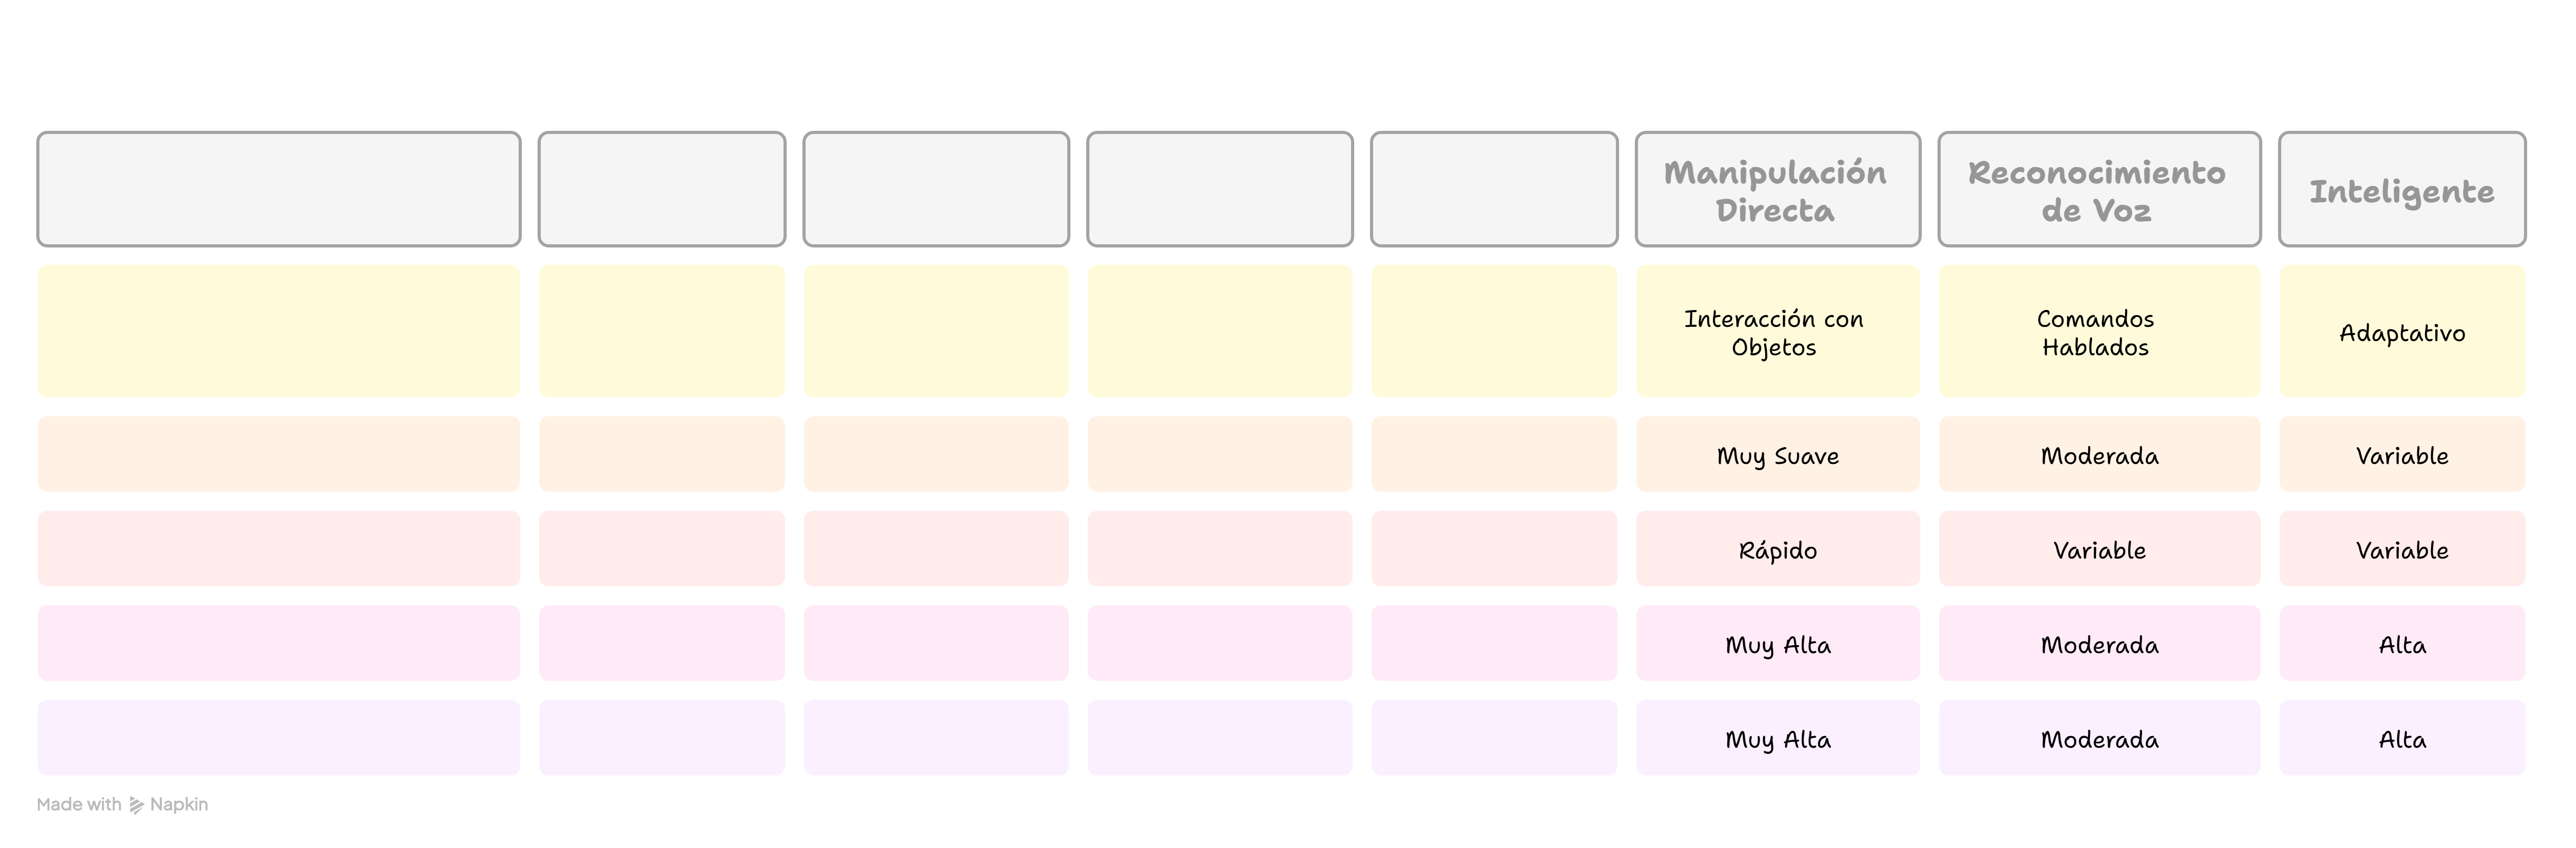 Manipulación
Directa
Reconocimiento
de Voz
Inteligente
Interacción con
Objetos
Comandos
Hablados
Adaptativo
Muy Suave
Moderada
Variable
Rápido
Variable
Variable
Muy Alta
Moderada
Alta
Muy Alta
Moderada
Alta
Made with Napkin